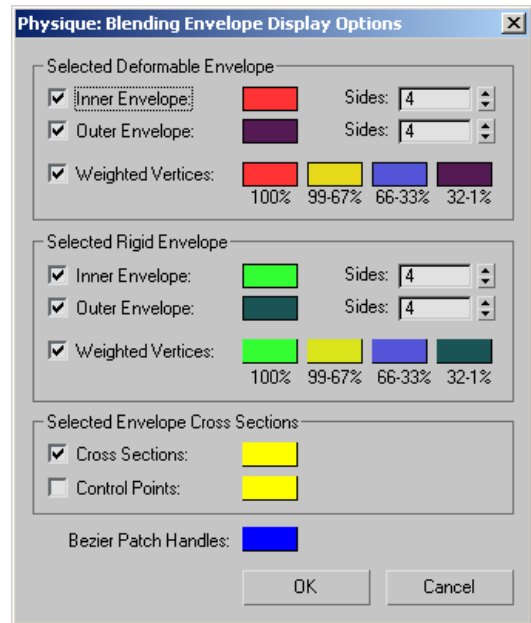 Physique: Blending Envelope Display Options
Selected Deformable Envelope
Inner Envelope: Sides: 4
Outer Envelope: Sides: 4
Weighted Vertices:
100% 99-67% 66-33% 32-1%
Selected Rigid Envelope
Inner Envelope: Sides: 4
Outer Envelope: Sides: 4
Weighted Vertices:
100% 99-67% 66-33% 32-1%
Selected Envelope Cross Sections
Cross Sections:
Control Points:
Bezier Patch Handles:
OK Cancel